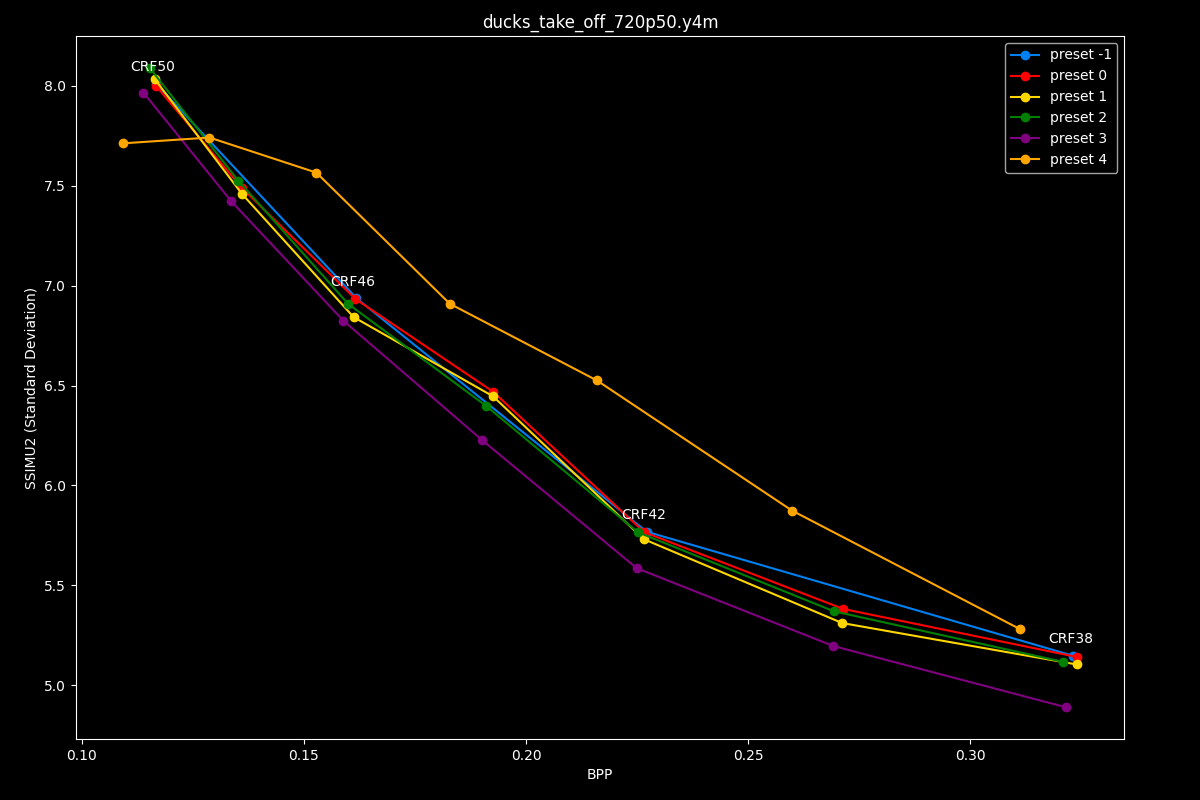 ducks_take_off_720p50.y4m
preset -1
preset 0
preset 1
preset 2
preset 3
preset 4
CRF50
CRF46
CRF42
CRF38
SSIMU2 (Standard Deviation)
8.0
7.5
7.0
6.5
6.0
5.5
5.0
0.10 0.15 0.20 0.25 0.30
BPP